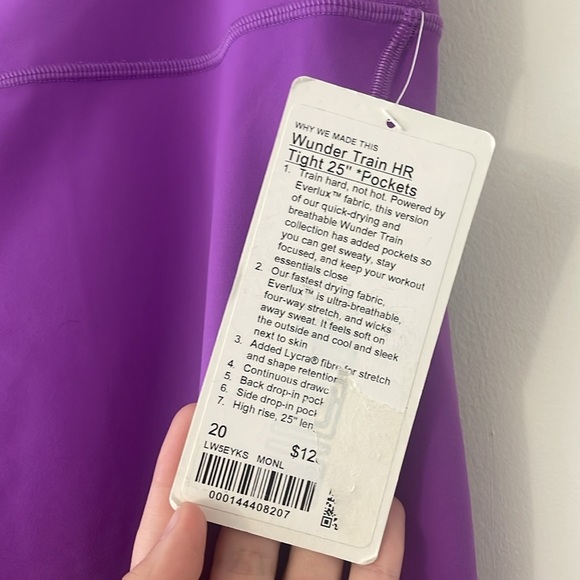 WHY WE MADE THIS
Wunder Train HR
Tight 25" *Pockets
1. Train hard, not hot. Powered by
Everlux™ fabric, this version
of our quick-drying and
breathable Wunder Train
collection has added pockets so
you can get sweaty, stay
focused, and keep your workout
essentials close
2. Our fastest drying fabric,
Everlux™ is ultra-breathable,
four-way stretch, and wicks
away sweat. It feels soft on
the outside and cool and sleek
next to skin
3. Added Lycra® fibre for stretch
and shape retention
4. Continuous drawc
5. Back drop-in pock
6. Side drop-in pock
7. High rise, 25" len
20 $12
LW5EYKS MONL
000144408207